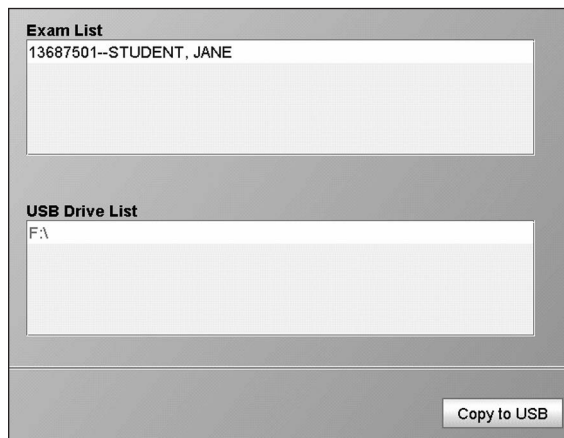 Exam List
13687501--STUDENT, JANE
USB Drive List
F:\
Copy to USB